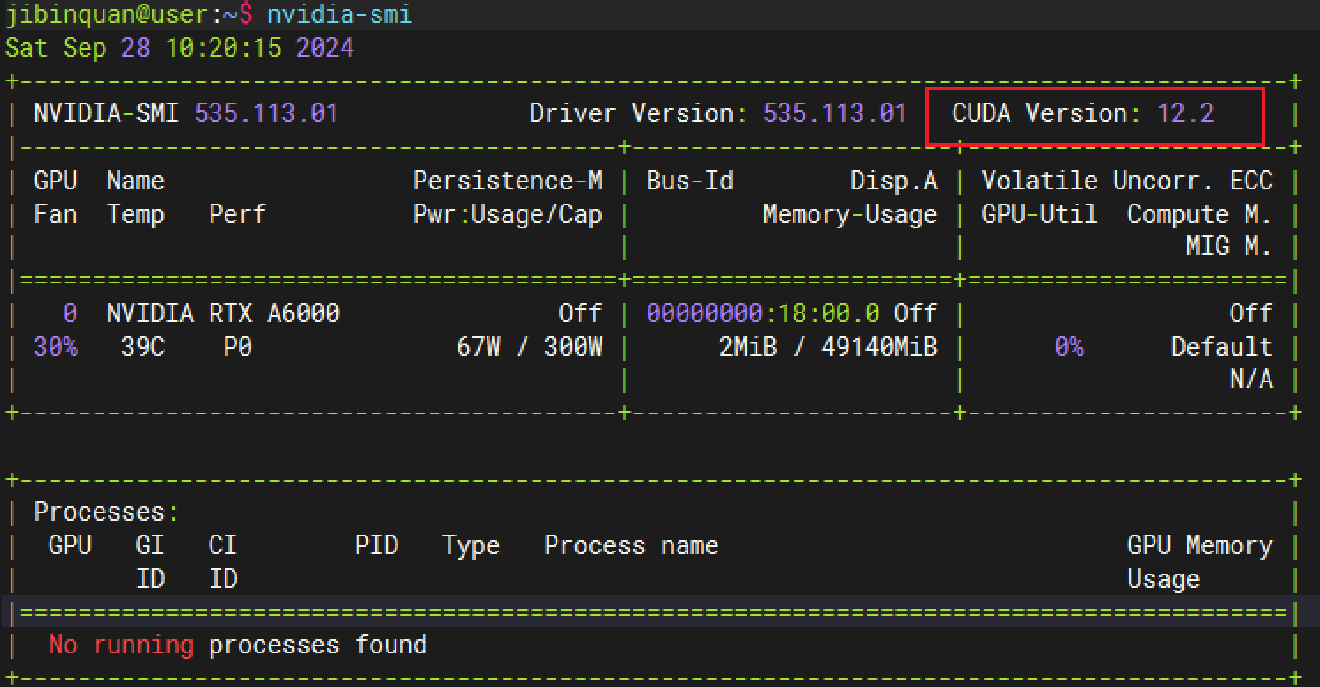 jibinquan@user:~$ nvidia-smi
Sat Sep 28 10:20:15 2024
+---------------------------------------------------------------------------------------+
| NVIDIA-SMI 535.113.01             Driver Version: 535.113.01   CUDA Version: 12.2     |
|-----------------------------------------+----------------------+----------------------+
| GPU  Name                 Persistence-M | Bus-Id        Disp.A | Volatile Uncorr. ECC |
| Fan  Temp   Perf          Pwr:Usage/Cap |         Memory-Usage | GPU-Util  Compute M. |
|                                         |                      |               MIG M. |
|=========================================+======================+======================|
|   0  NVIDIA RTX A6000               Off | 00000000:18:00.0 Off |                  Off |
| 30%   39C    P0              67W / 300W |      2MiB / 49140MiB |      0%      Default |
|                                         |                      |                  N/A |
+-----------------------------------------+----------------------+----------------------+
+---------------------------------------------------------------------------------------+
| Processes:                                                                            |
|  GPU   GI   CI        PID   Type   Process name                            GPU Memory |
|        ID   ID                                                             Usage      |
|=======================================================================================|
|  No running processes found                                                           |
+---------------------------------------------------------------------------------------+